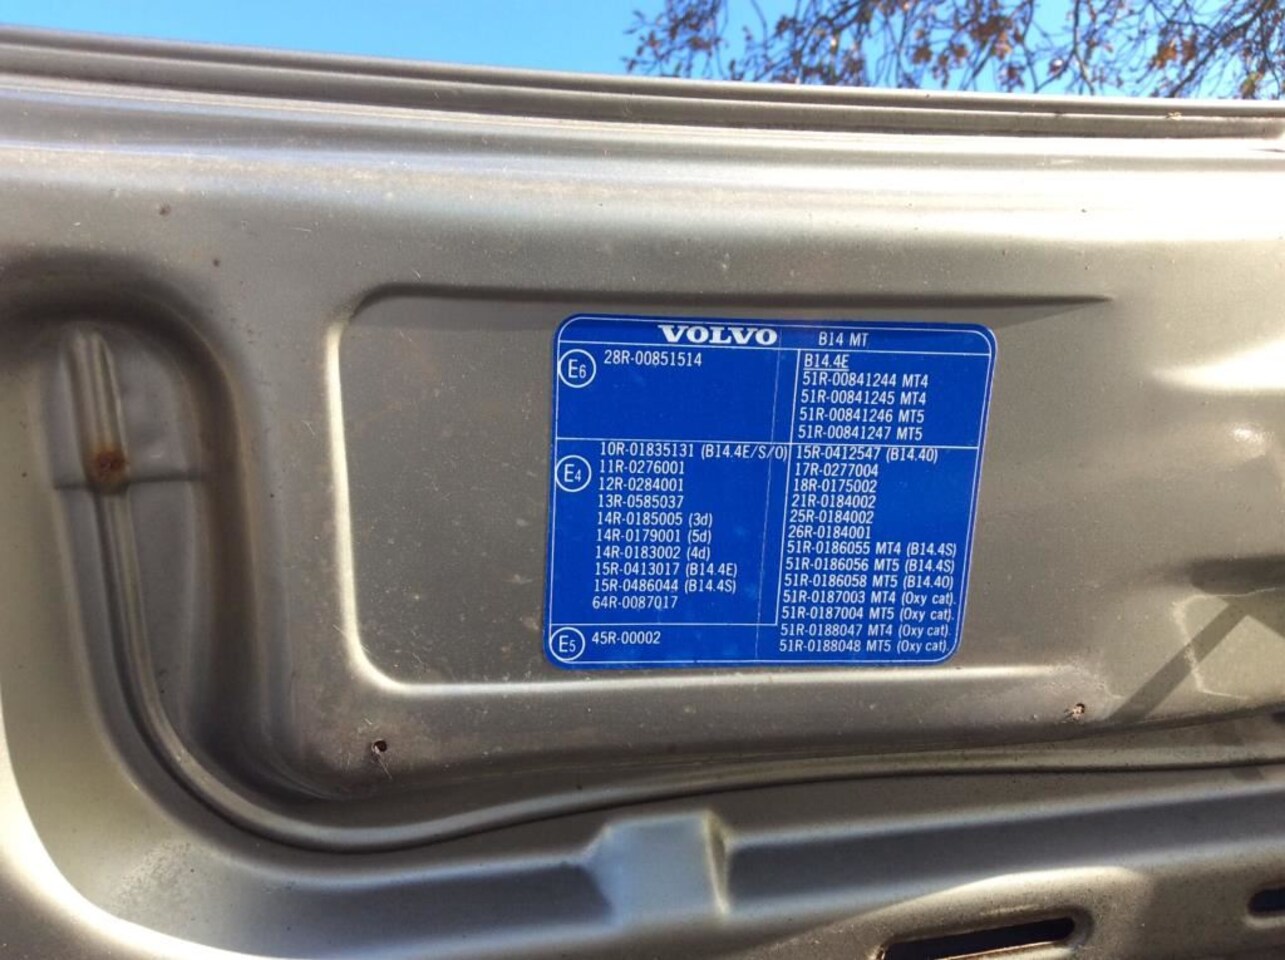 VOLVO B14 MT
E6 28R-00851514
B14.4E
51R-00841244 MT4
51R-00841245 MT4
51R-00841246 MT5
51R-00841247 MT5
E4
10R-01835131 (B14.4E/S/0)
11R-0276001
12R-0284001
13R-0585037
14R-0185005 (3d)
14R-0179001 (5d)
14R-0183002 (4d)
15R-0413017 (B14.4E)
15R-0486044 (B14.4S)
64R-0087017
15R-0412547 (B14.40)
17R-0277004
18R-0175002
21R-0184002
25R-0184002
26R-0184001
51R-0186055 MT4 (B14.4S)
51R-0186056 MT5 (B14.4S)
51R-0186058 MT5 (B14.40)
51R-0187003 MT4 (Oxy cat).
51R-0187004 MT5 (Oxy cat).
51R-0188047 MT4 (Oxy cat).
51R-0188048 MT5 (Oxy cat).
E5 45R-00002